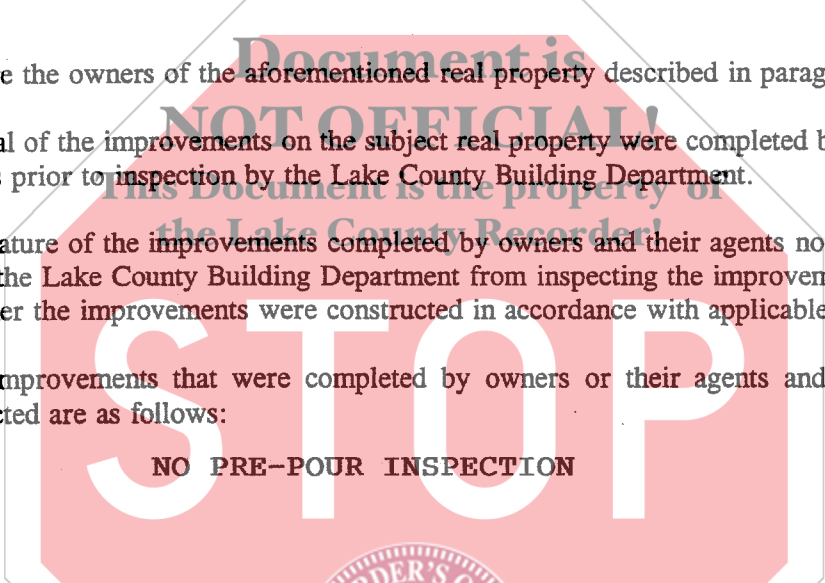 Document is
e the owners of the aforementioned real property described in parag
NOT OFFICIAL!
al of the improvements on the subject real property were completed b
s prior to inspection by the Lake County Building Department.
This Document is the property of
the Lake County Recorder!
ature of the improvements completed by owners and their agents no
the Lake County Building Department from inspecting the improvem
er the improvements were constructed in accordance with applicable
STOP
mprovements that were completed by owners or their agents and
cted are as follows:
NO PRE-POUR INSPECTION
RDER'S O